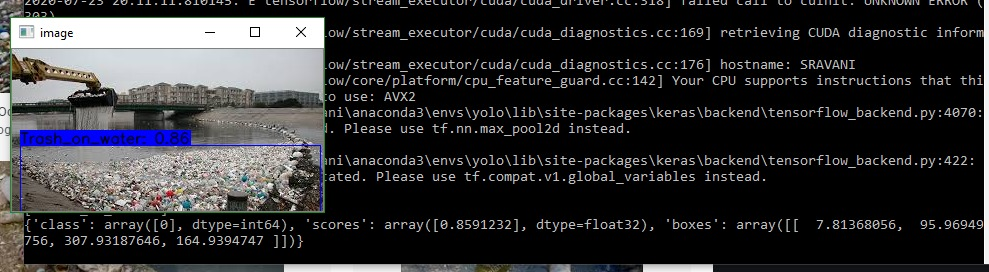 2020-07-25 20:11:11.810145: E tensorflow/stream_executor/cuda/cuda_driver.cc:318] failed call to cuInit: UNKNOWN ERROR (
303)
image
low/stream_executor/cuda/cuda_diagnostics.cc:169] retrieving CUDA diagnostic inform
low/stream_executor/cuda/cuda_diagnostics.cc:176] hostname: SRAVANI
low/core/platform/cpu_feature_guard.cc:142] Your CPU supports instructions that thi
to use: AVX2
ani\anaconda3\envs\yolo\lib\site-packages\keras\backend\tensorflow_backend.py:4070:
d. Please use tf.nn.max_pool2d instead.
Trash_on_water: 0.86
ani\anaconda3\envs\yolo\lib\site-packages\keras\backend\tensorflow_backend.py:422:
ated. Please use tf.compat.v1.global_variables instead.
{'class': array([0], dtype=int64), 'scores': array([0.8591232], dtype=float32), 'boxes': array([[ 7.81368056, 95.96949
756, 307.93187646, 164.9394747 ]])}